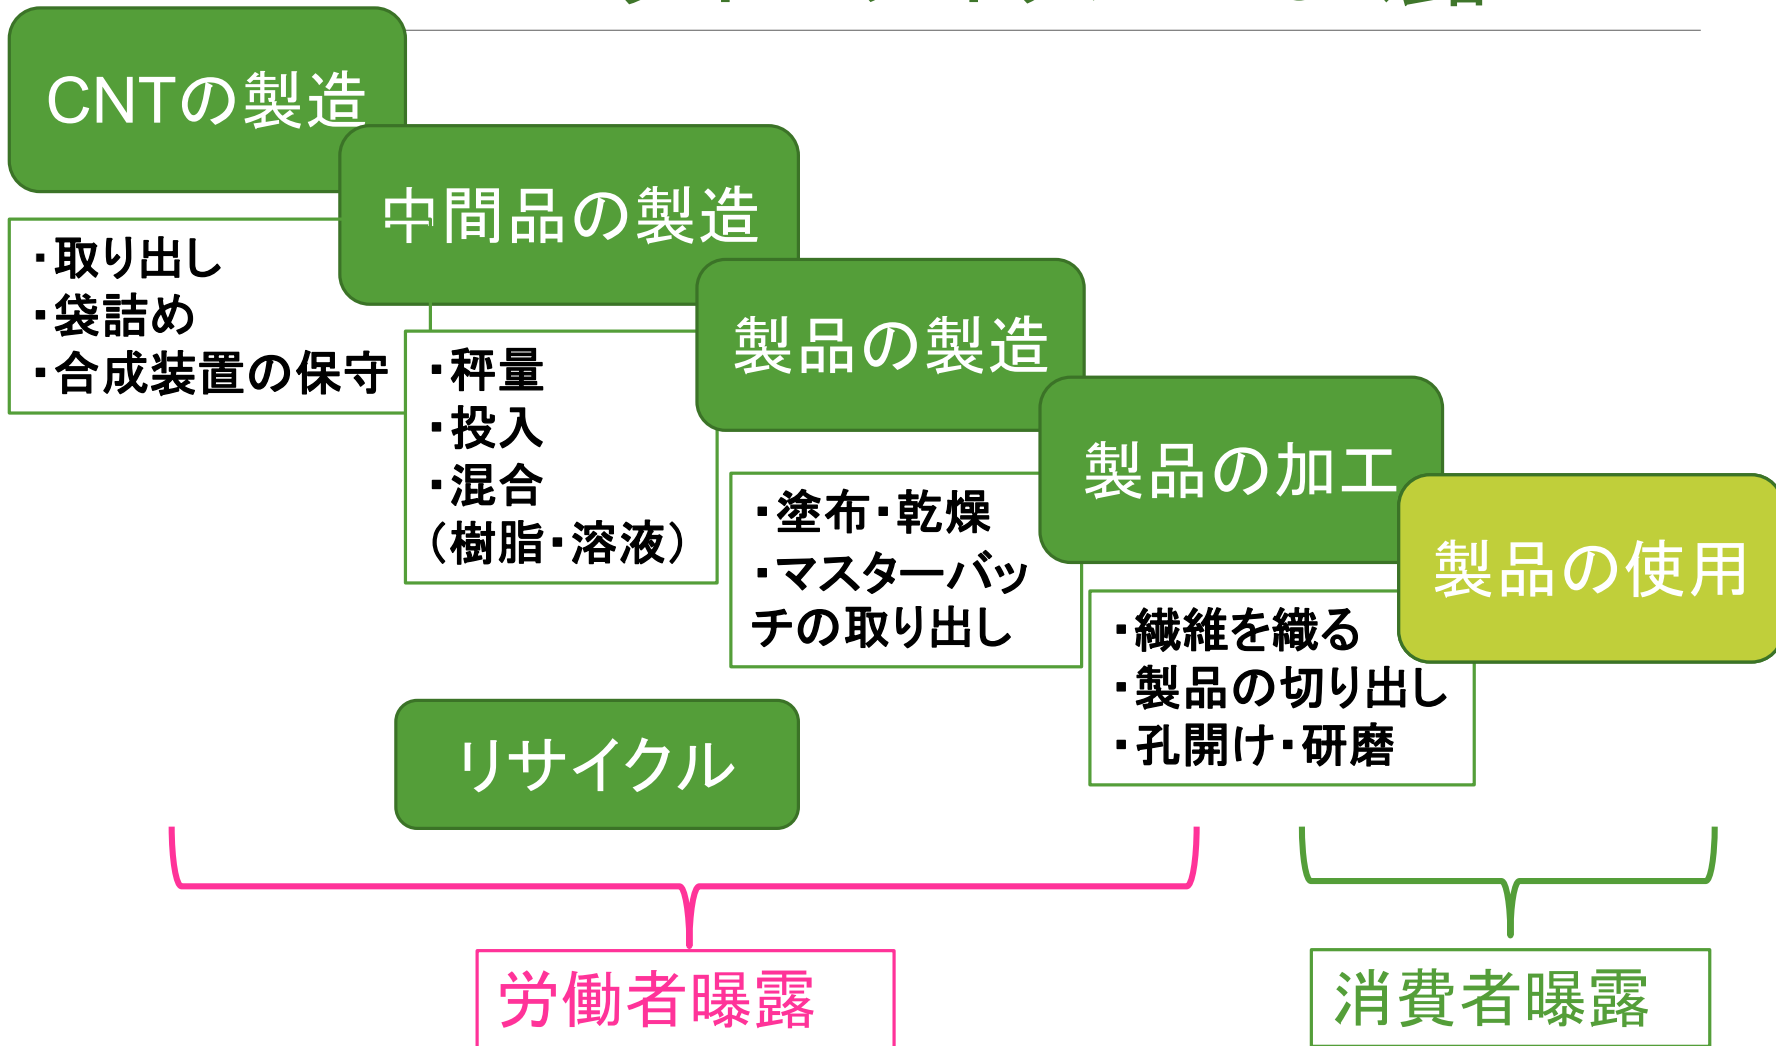 CNTの製造
中間品の製造
・取り出し
・袋詰め
・合成装置の保守
製品の製造
・秤量
・投入
・混合
（樹脂・溶液）
製品の加工
・塗布・乾燥
・マスターバッ
チの取り出し
製品の使用
・繊維を織る
・製品の切り出し
・孔開け・研磨
リサイクル
労働者曝露
消費者曝露